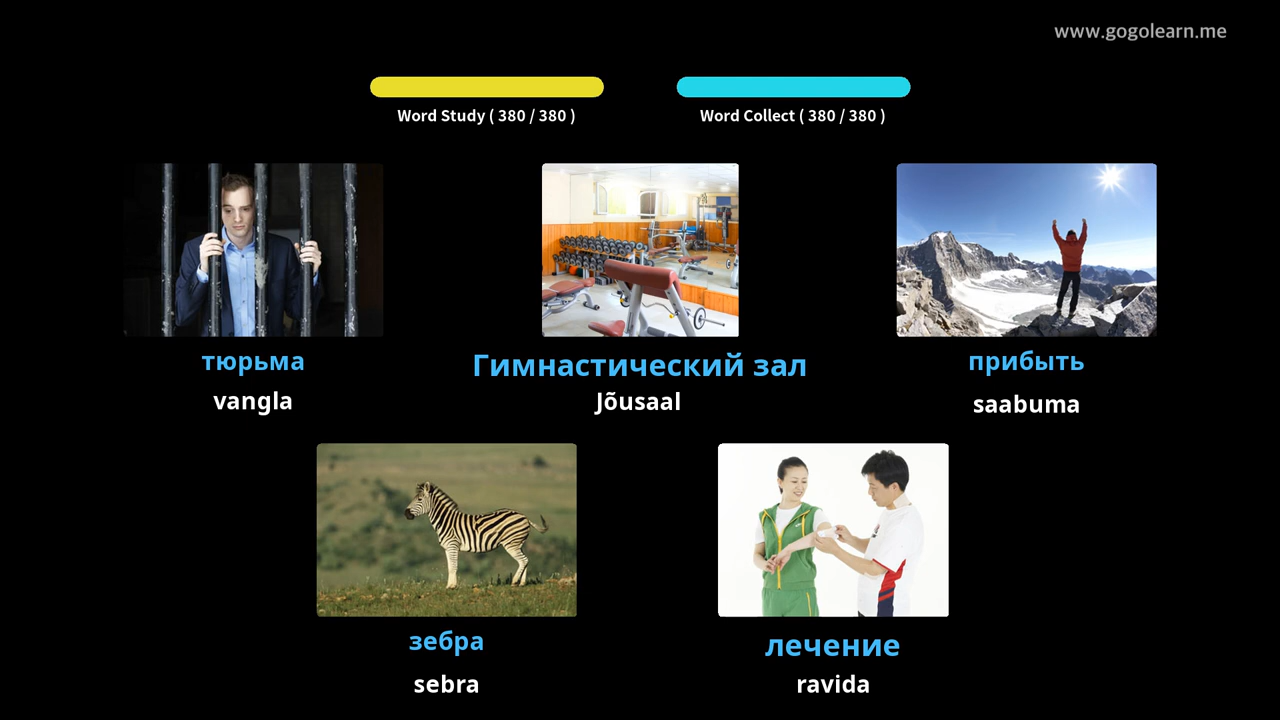 www.gogolearn.me
Word Study ( 380 / 380 )
Word Collect ( 380 / 380 )
тюрьма
vangla
Гимнастический зал
Jõusaal
прибыть
saabuma
зебра
sebra
лечение
ravida